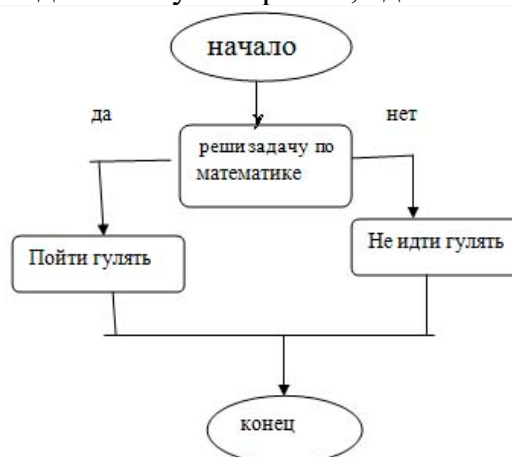 начало
да
нет
реши задачу по
математике
Пойти гулять
Не идти гулять
конец